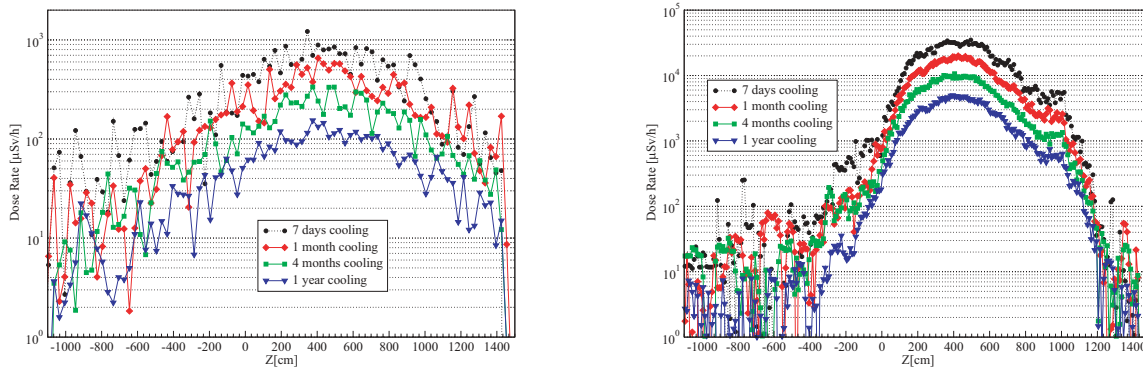 Dose Rate [μSv/h]
10³
10²
10
10⁰
7 days cooling
1 month cooling
4 months cooling
1 year cooling
-1000 -800 -600 -400 -200 0 200 400 600 800 1000 1200 1400
Z[cm]
Dose Rate [μSv/h]
10⁵
10⁴
10³
10²
10¹
1
7 days cooling
1 month cooling
4 months cooling
1 year cooling
-1000 -800 -600 -400 -200 0 200 400 600 800 1000 1200 1400
Z[cm]